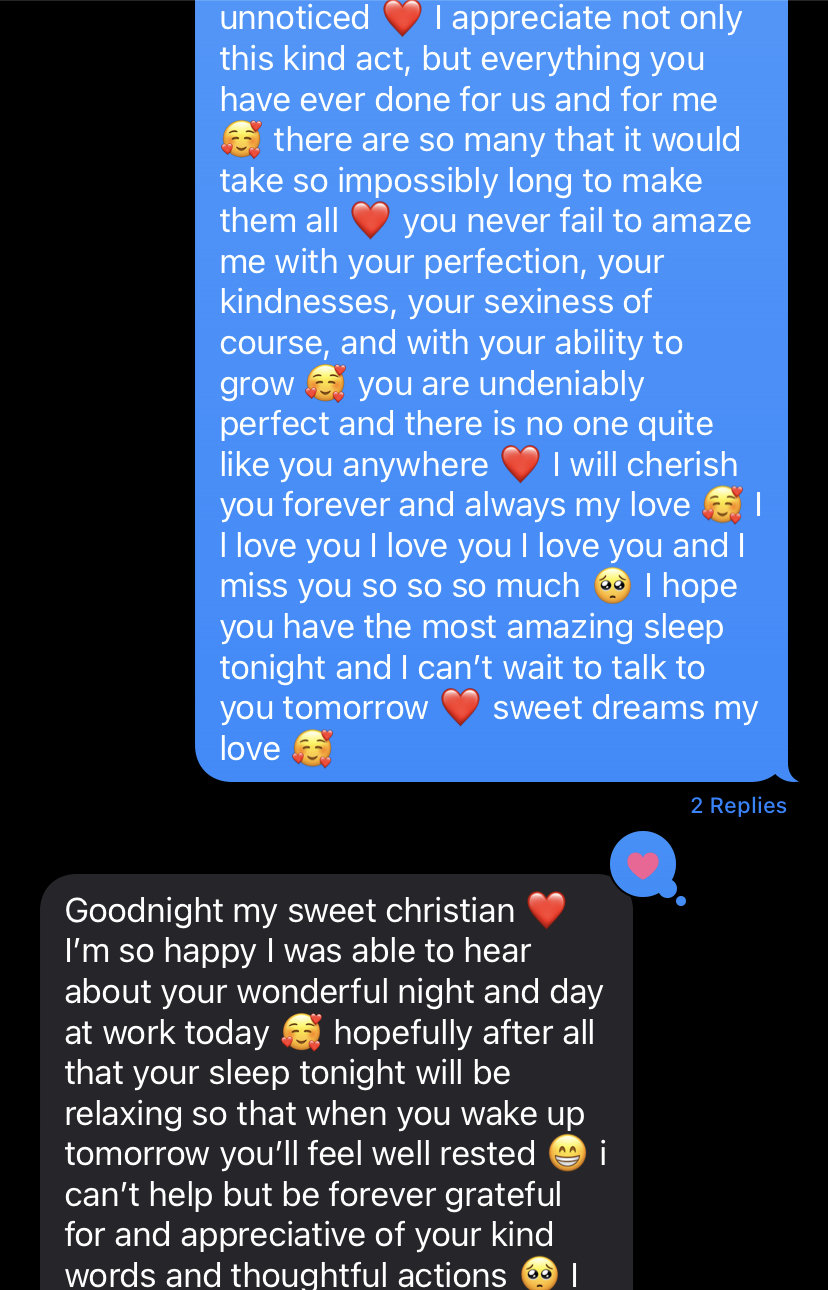 unnoticed ❤️ I appreciate not only
this kind act, but everything you
have ever done for us and for me
🥰 there are so many that it would
take so impossibly long to make
them all ❤️ you never fail to amaze
me with your perfection, your
kindnesses, your sexiness of
course, and with your ability to
grow 🥰 you are undeniably
perfect and there is no one quite
like you anywhere ❤️ I will cherish
you forever and always my love 🥰 I
I love you I love you I love you and I
miss you so so so much 🥺 I hope
you have the most amazing sleep
tonight and I can’t wait to talk to
you tomorrow ❤️ sweet dreams my
love 🥰
2 Replies
Goodnight my sweet christian ❤️
I’m so happy I was able to hear
about your wonderful night and day
at work today 🥰 hopefully after all
that your sleep tonight will be
relaxing so that when you wake up
tomorrow you’ll feel well rested 😁 i
can’t help but be forever grateful
for and appreciative of your kind
words and thoughtful actions 🥺 I